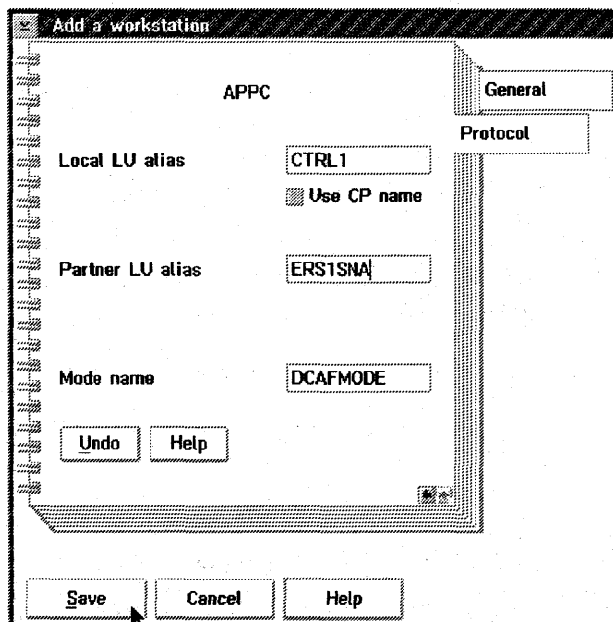 Add a workstation
APPC
General
Protocol
Local LU alias
CTRL1
Use CP name
Partner LU alias
ERS1SNA
Mode name
DCAFMODE
Undo
Help
Save
Cancel
Help